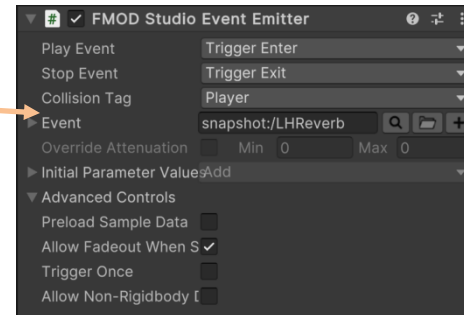 FMOD Studio Event Emitter
Play Event Trigger Enter
Stop Event Trigger Exit
Collision Tag Player
Event snapshot:/LHReverb
Override Attenuation Min 0 Max 0
Initial Parameter Values Add
Advanced Controls
Preload Sample Data
Allow Fadeout When S
Trigger Once
Allow Non-Rigidbody